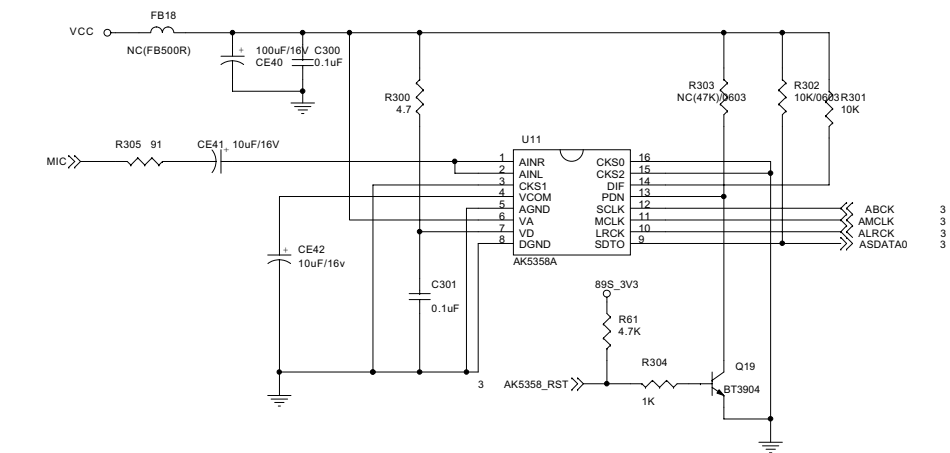 FB18
VCC
NC(FB500R)
+
100uF/16V
CE40
C300
0.1uF
R300
4.7
R303
NC(47K)/0603
R302
10K/0603
R301
10K
U11
MIC
R305 91
CE41
+
10uF/16V
1 AINR CKS0 16
2 AINL CKS2 15
3 CKS1 DIF 14
4 VCOM PDN 13
5 AGND SCLK 12
6 VA MCLK 11
7 VD LRCK 10
8 DGND SDTO 9
AK5358A
ABCK 3
AMCLK 3
ALRCK 3
ASDATA0 3
+
CE42
10uF/16v
C301
0.1uF
89S_3V3
R61
4.7K
R304
1K
3 AK5358_RST
Q19
BT3904